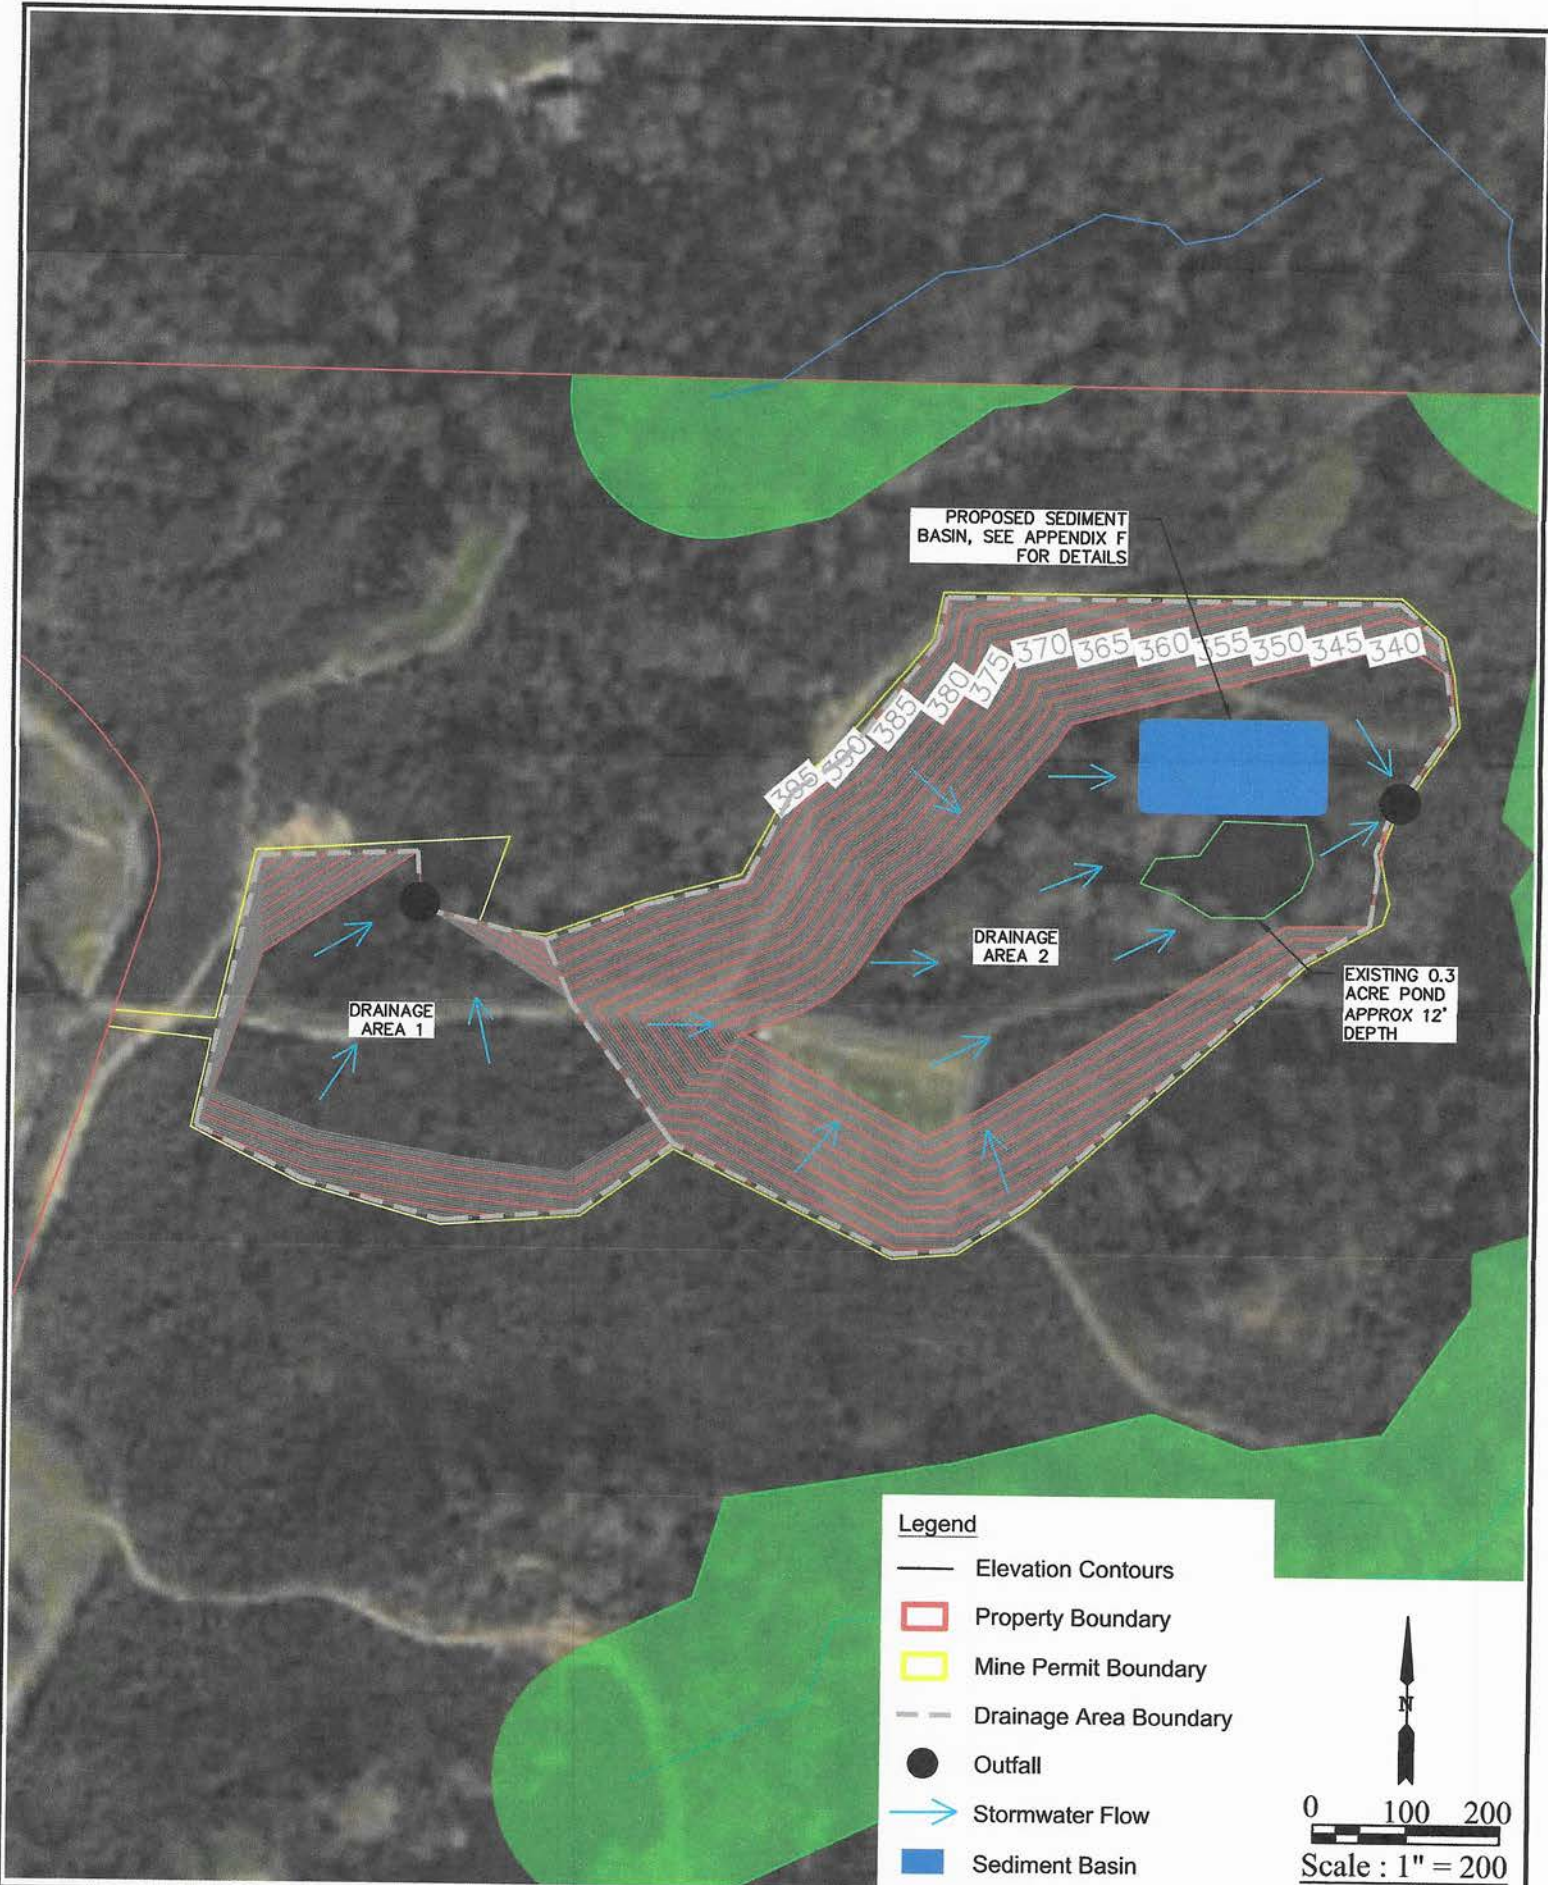 PROPOSED SEDIMENT
BASIN, SEE APPENDIX F
FOR DETAILS
395
390
385
380
375
370
365
360
355
350
345
340
DRAINAGE
AREA 2
EXISTING 0.3
ACRE POND
APPROX 12'
DEPTH
DRAINAGE
AREA 1
Legend
Elevation Contours
Property Boundary
Mine Permit Boundary
Drainage Area Boundary
Outfall
Stormwater Flow
Sediment Basin
N
0 100 200
Scale : 1" = 200